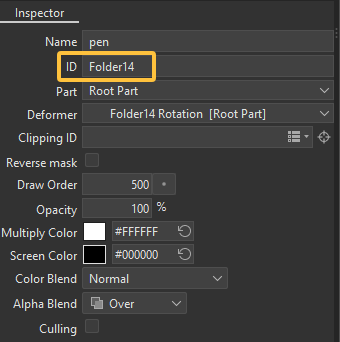 Inspector
Name pen
ID Folder14
Part Root Part
Deformer Folder14 Rotation [Root Part]
Clipping ID
Reverse mask
Draw Order 500
Opacity 100 %
Multiply Color #FFFFFF
Screen Color #000000
Color Blend Normal
Alpha Blend Over
Culling